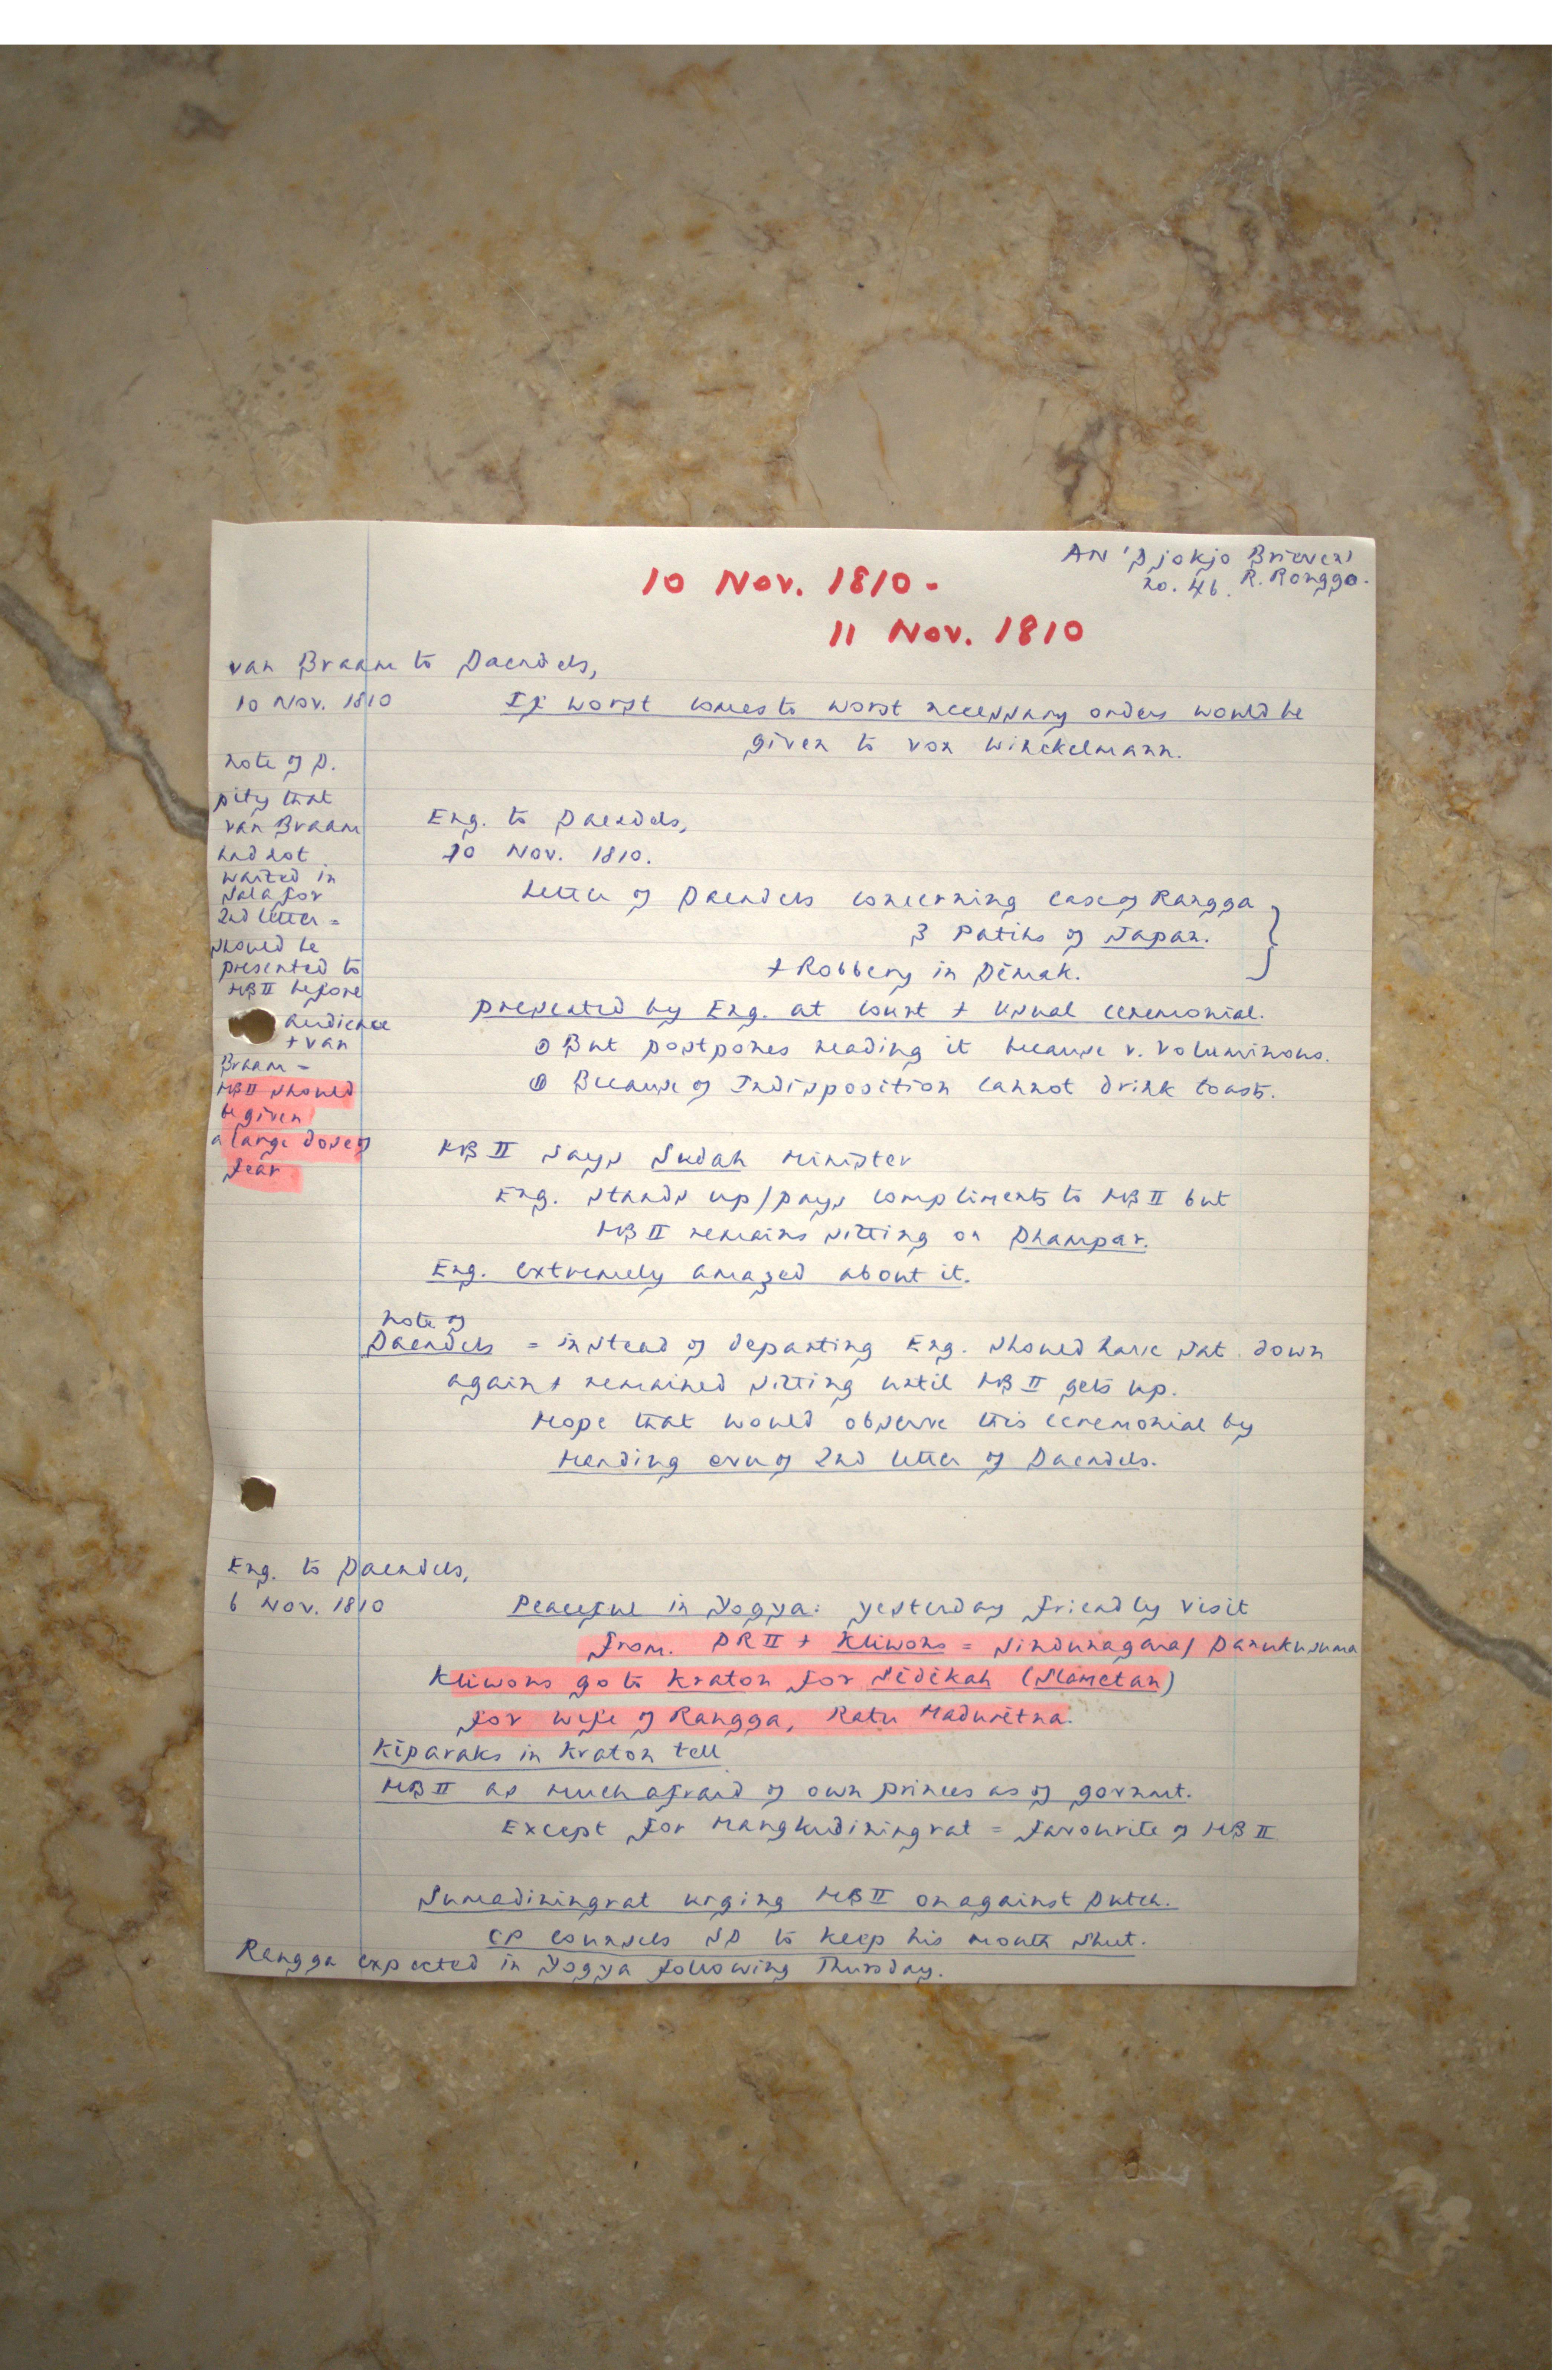 AN 'Djokjo Brieven'
no. 46. R. Ronggo.
10 Nov. 1810 -
11 Nov. 1810
van Braam to Daendels,
10 Nov. 1810
If worst comes to worst necessary orders would be
given to von Winckelmann.
note of D.
pity that
van Braam
had not
waited in
Sala for
2nd letter =
should be
presented to
HB II before
audience
+ van
Braam =
HB II should
be given
a large dose of
fear
Eng. to Daendels,
10 Nov. 1810.
Letter of Daendels concerning case of Rangga
3 Patihs of Japan.
+ Robbery in Dĕmak.
presented by Eng. at court + usual ceremonial.
① But postpones reading it because v. voluminous.
② Because of Indisposition cannot drink toasts.
HB II says Sudah Minister
Eng. stands up / pays compliments to HB II but
HB II remains sitting on Dhampar.
Eng. extremely amazed about it.
note of
Daendels = instead of departing Eng. should have sat down
again + remained sitting until HB II gets up.
Hope that would observe this ceremonial by
Handing over of 2nd letter of Daendels.
Eng. to Daendels,
6 Nov. 1810
Peaceful in Yogya: yesterday friendly visit
from. DR II + Kliwons = Sindunagara / Danukusuma
Kliwons go to Kraton for Sĕdĕkah (Slametan)
for wife of Rangga, Ratu Madurĕtna.
Kĕparaks in Kraton tell
HB II as much afraid of own princes as of govnmt.
Except for Mangkudiningrat = favourite of HB II
Sumadiningrat urging HB II on against Dutch.
CP counsels SD to keep his mouth shut.
Rangga expected in Yogya following Thursday.